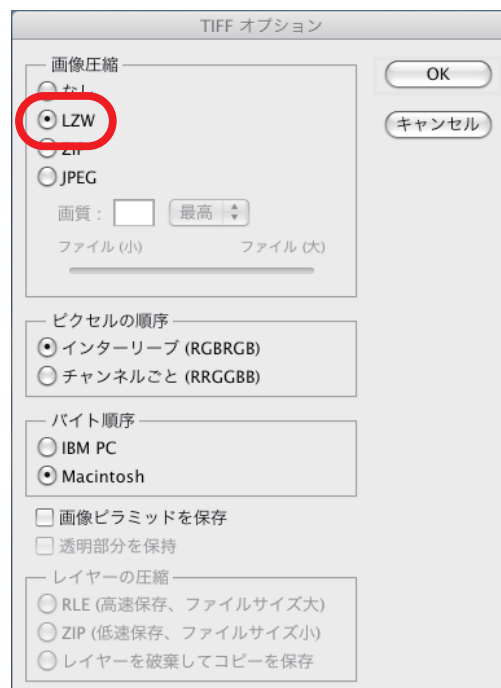 TIFF オプション
画像圧縮
OK
なし
LZW
キャンセル
ZIP
JPEG
画質： 最高
ファイル (小) ファイル (大)
ピクセルの順序
インターリーブ (RGBRGB)
チャンネルごと (RRGGBB)
バイト順序
IBM PC
Macintosh
画像ピラミッドを保存
透明部分を保持
レイヤーの圧縮
RLE (高速保存、ファイルサイズ大)
ZIP (低速保存、ファイルサイズ小)
レイヤーを破棄してコピーを保存